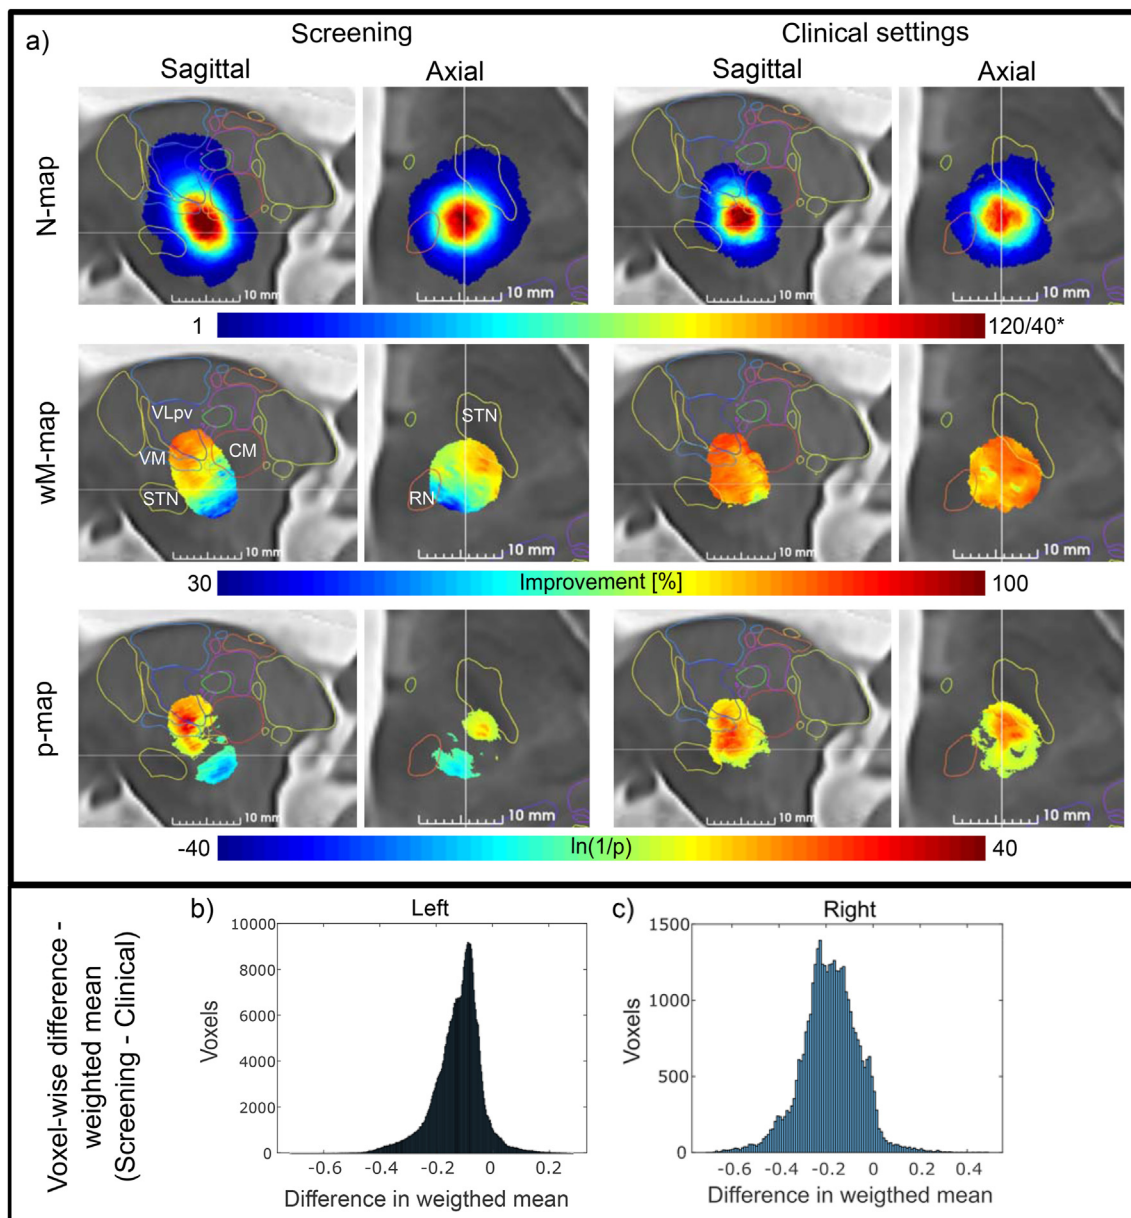 a)
Screening
Clinical settings
Sagittal
Axial
Sagittal
Axial
N-map
10 mm
10 mm
10 mm
10 mm
1
120/40*
wM-map
VLpv
VM
CM
STN
10 mm
STN
RN
10 mm
10 mm
10 mm
30
Improvement [%]
100
p-map
10 mm
10 mm
10 mm
10 mm
-40
ln(1/p)
40
Voxel-wise difference -
weighted mean
(Screening - Clinical)
b)
Left
10000
8000
6000
4000
2000
0
Voxels
-0.6
-0.4
-0.2
0
0.2
Difference in weigthed mean
c)
Right
1500
1000
500
0
Voxels
-0.6
-0.4
-0.2
0
0.2
0.4
Difference in weigthed mean